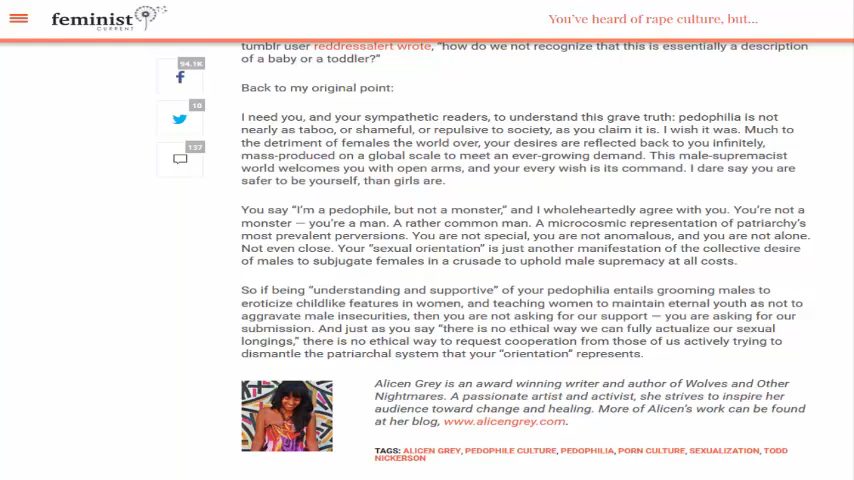 feminist
CURRENT
You've heard of rape culture, but...
tumblr user reddressalert wrote, "how do we not recognize that this is essentially a description
of a baby or a toddler?"
94.1K
Back to my original point:
10
I need you, and your sympathetic readers, to understand this grave truth: pedophilia is not
nearly as taboo, or shameful, or repulsive to society, as you claim it is. I wish it was. Much to
the detriment of females the world over, your desires are reflected back to you infinitely,
137
mass-produced on a global scale to meet an ever-growing demand. This male-supremacist
world welcomes you with open arms, and your every wish is its command. I dare say you are
safer to be yourself, than girls are.
You say "I'm a pedophile, but not a monster," and I wholeheartedly agree with you. You're not a
monster — you're a man. A rather common man. A microcosmic representation of patriarchy's
most prevalent perversions. You are not special, you are not anomalous, and you are not alone.
Not even close. Your "sexual orientation" is just another manifestation of the collective desire
of males to subjugate females in a crusade to uphold male supremacy at all costs.
So if being "understanding and supportive" of your pedophilia entails grooming males to
eroticize childlike features in women, and teaching women to maintain eternal youth as not to
aggravate male insecurities, then you are not asking for our support — you are asking for our
submission. And just as you say "there is no ethical way we can fully actualize our sexual
longings," there is no ethical way to request cooperation from those of us actively trying to
dismantle the patriarchal system that your "orientation" represents.
Alicen Grey is an award winning writer and author of Wolves and Other
Nightmares. A passionate artist and activist, she strives to inspire her
audience toward change and healing. More of Alicen's work can be found
at her blog, www.alicengrey.com.
TAGS: ALICEN GREY, PEDOPHILE CULTURE, PEDOPHILIA, PORN CULTURE, SEXUALIZATION, TODD
NICKERSON